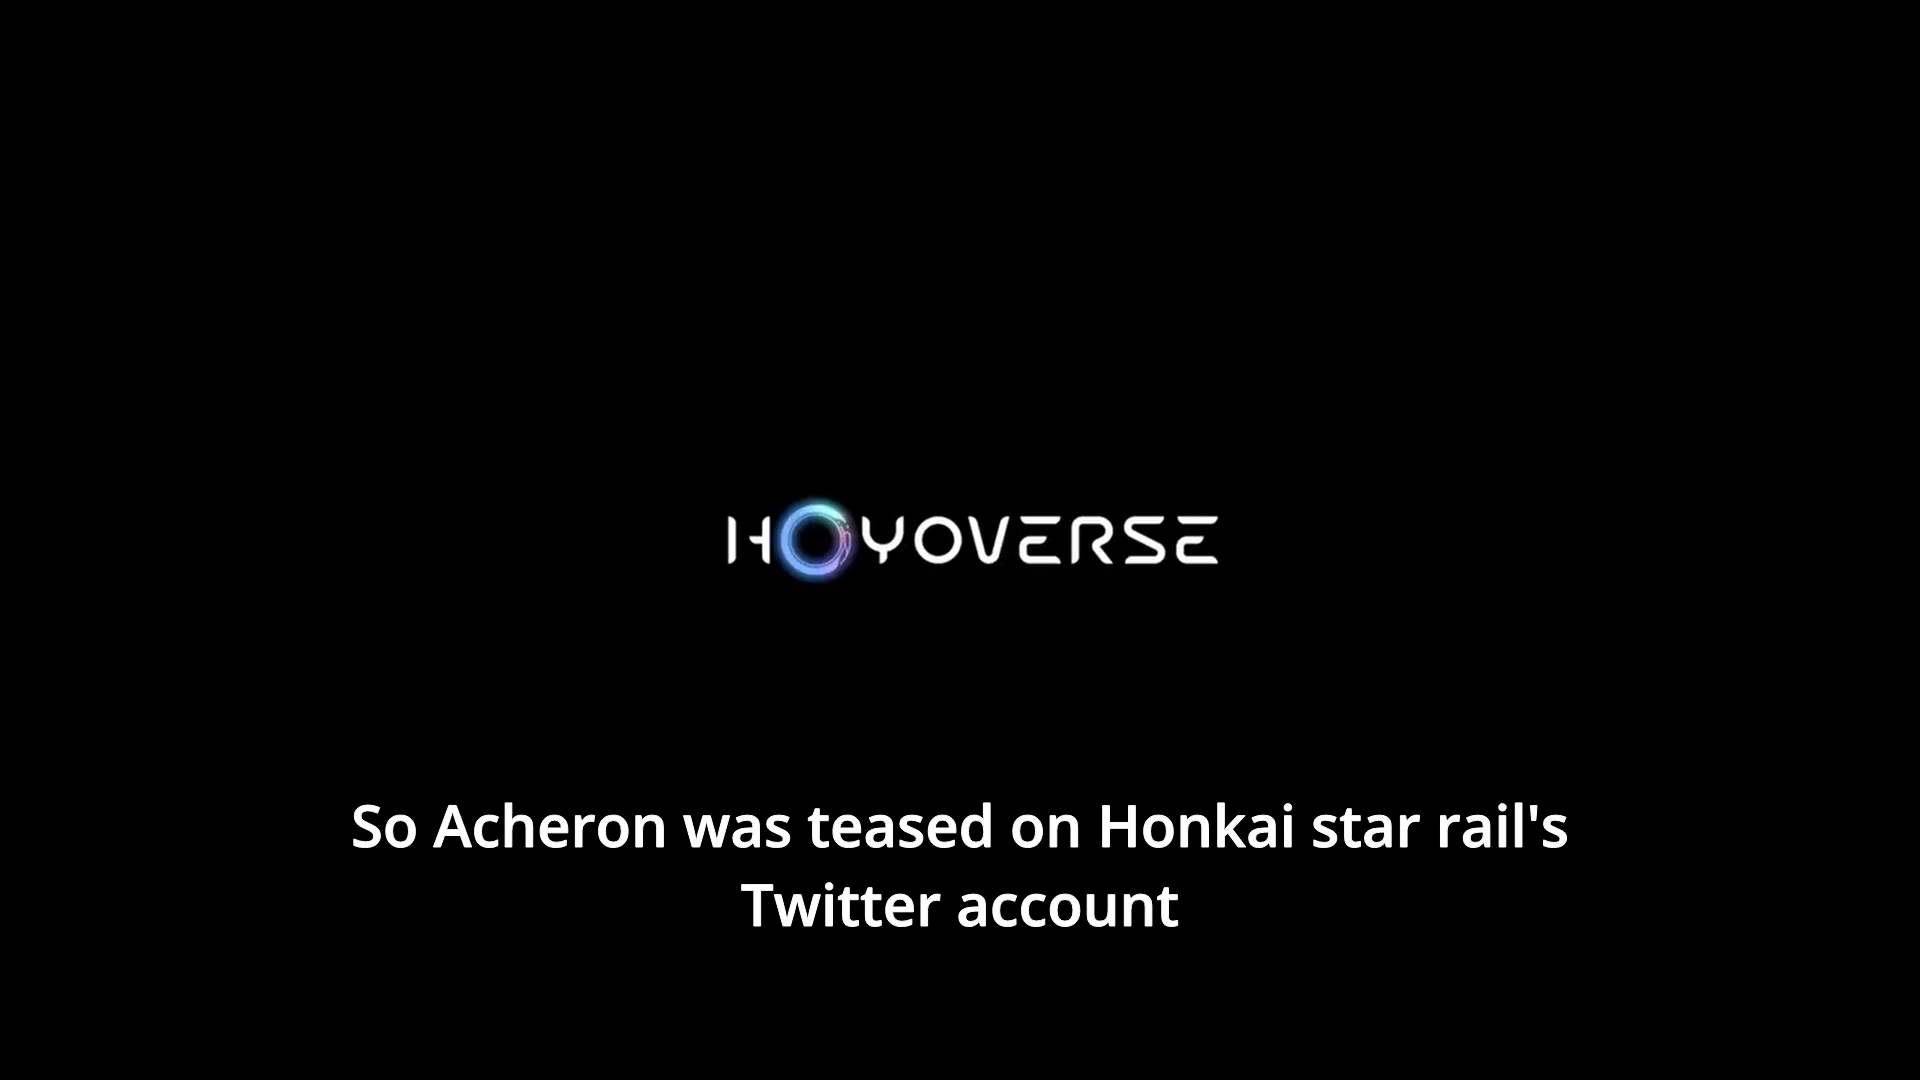 HOYOVERSE
So Acheron was teased on Honkai star rail's
Twitter account